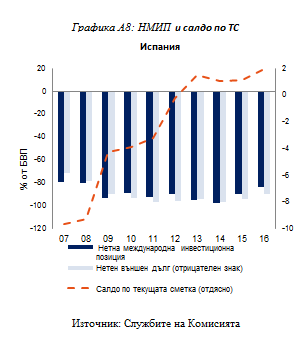 Графика А8: НМИП и салдо по ТС
Испания
% от БВП
20
0
-20
-40
-60
-80
-100
-120
2
0
-2
-4
-6
-8
-10
07 08 09 10 11 12 13 14 15 16
Нетна международна инвестиционна
позиция
Нетен външен дълг (отрицателен знак)
Салдо по текущата сметка (отдясно)
Източник: Службите на Комисията